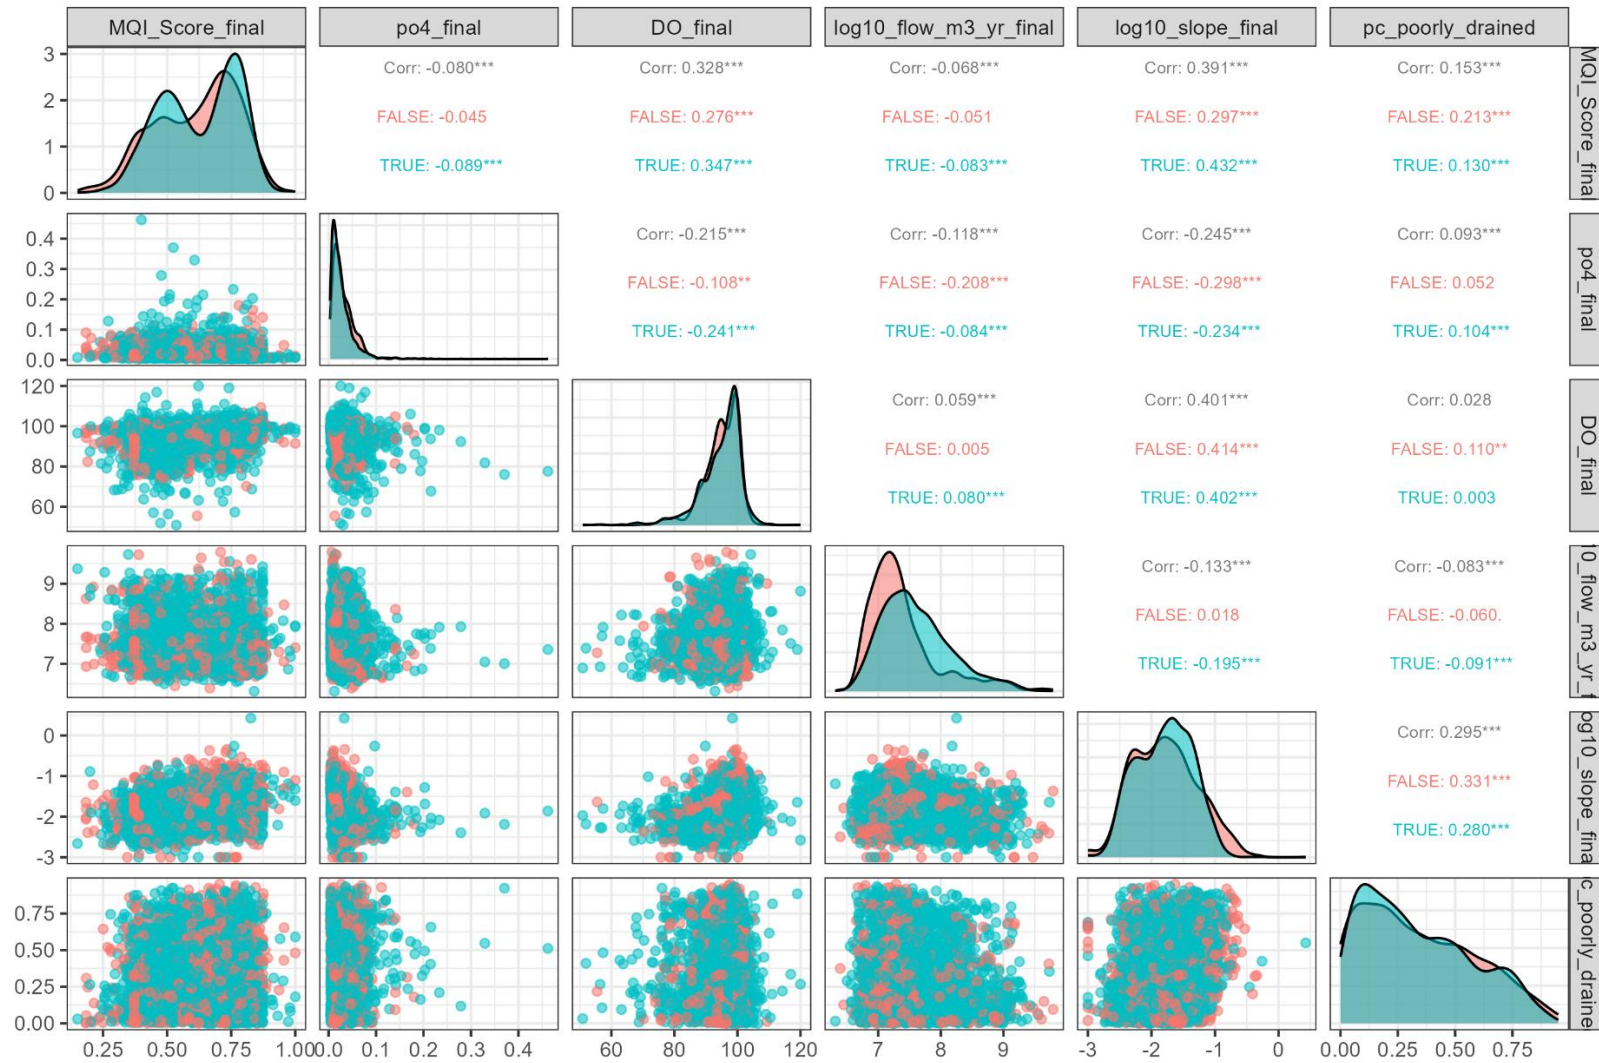 MQI_Score_final po4_final DO_final log10_flow_m3_yr_final log10_slope_final pc_poorly_drained
3
2
1
0
Corr: -0.080***
FALSE: -0.045
TRUE: -0.089***
Corr: 0.328***
FALSE: 0.276***
TRUE: 0.347***
Corr: -0.068***
FALSE: -0.051
TRUE: -0.083***
Corr: 0.391***
FALSE: 0.297***
TRUE: 0.432***
Corr: 0.153***
FALSE: 0.213***
TRUE: 0.130***
MQI_Score_final
0.4
0.3
0.2
0.1
0.0
Corr: -0.215***
FALSE: -0.108**
TRUE: -0.241***
Corr: -0.118***
FALSE: -0.208***
TRUE: -0.084***
Corr: -0.245***
FALSE: -0.298***
TRUE: -0.234***
Corr: 0.093***
FALSE: 0.052
TRUE: 0.104***
po4_final
120
100
80
60
Corr: 0.059***
FALSE: 0.005
TRUE: 0.080***
Corr: 0.401***
FALSE: 0.414***
TRUE: 0.402***
Corr: 0.028
FALSE: 0.110**
TRUE: 0.003
DO_final
9
8
7
Corr: -0.133***
FALSE: 0.018
TRUE: -0.195***
Corr: -0.083***
FALSE: -0.060.
TRUE: -0.091***
0_flow_m3_yr_f
0
-1
-2
-3
Corr: 0.295***
FALSE: 0.331***
TRUE: 0.280***
og10_slope_fina
0.75
0.50
0.25
0.00
c_poorly_draine
0.25 0.50 0.75 1.00
0.0 0.1 0.2 0.3 0.4
60 80 100 120
7 8 9
-3 -2 -1 0
0.00 0.25 0.50 0.75